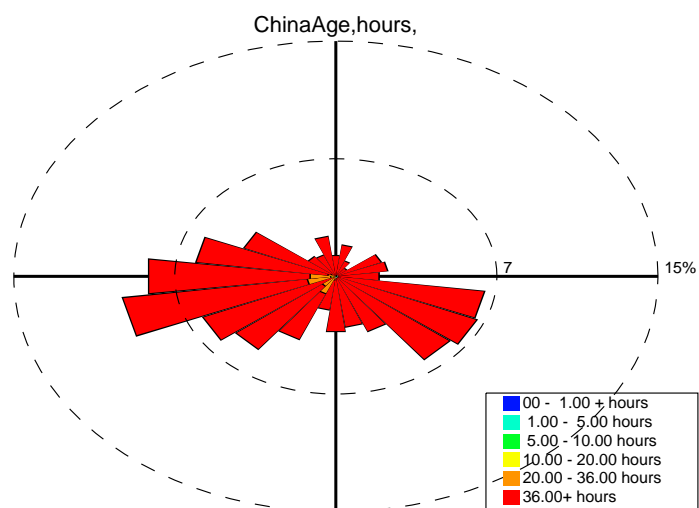 ChinaAge,hours,
7
15%
00 - 1.00 + hours
1.00 - 5.00 hours
5.00 - 10.00 hours
10.00 - 20.00 hours
20.00 - 36.00 hours
36.00+ hours